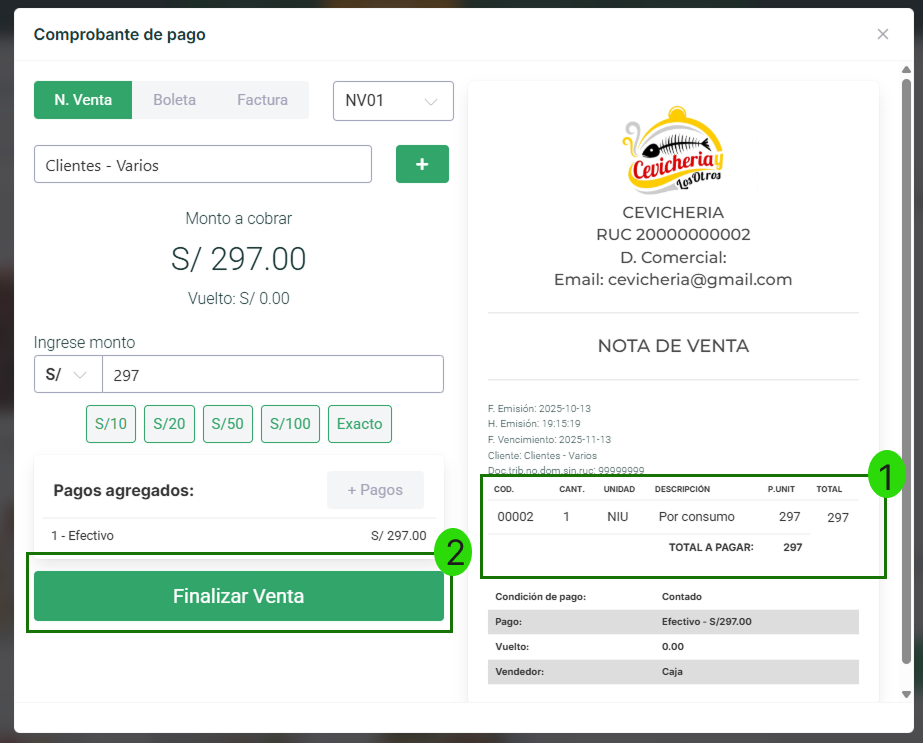 Comprobante de pago
N. Venta Boleta Factura NV01
Clientes - Varios +
Monto a cobrar
S/ 297.00
Vuelto: S/ 0.00
Ingrese monto
S/ 297
S/10 S/20 S/50 S/100 Exacto
Pagos agregados: + Pagos
1 - Efectivo S/ 297.00
2
Finalizar Venta
Cevicheria y
Los Otros
CEVICHERIA
RUC 20000000002
D. Comercial:
Email: cevicheria@gmail.com
NOTA DE VENTA
F. Emisión: 2025-10-13
H. Emisión: 19:15:19
F. Vencimiento: 2025-11-13
Cliente: Clientes - Varios
Doc.trib.no.dom.sin.ruc: 99999999
1
COD. CANT. UNIDAD DESCRIPCIÓN P.UNIT TOTAL
00002 1 NIU Por consumo 297 297
TOTAL A PAGAR: 297
Condición de pago: Contado
Pago: Efectivo - S/297.00
Vuelto: 0.00
Vendedor: Caja